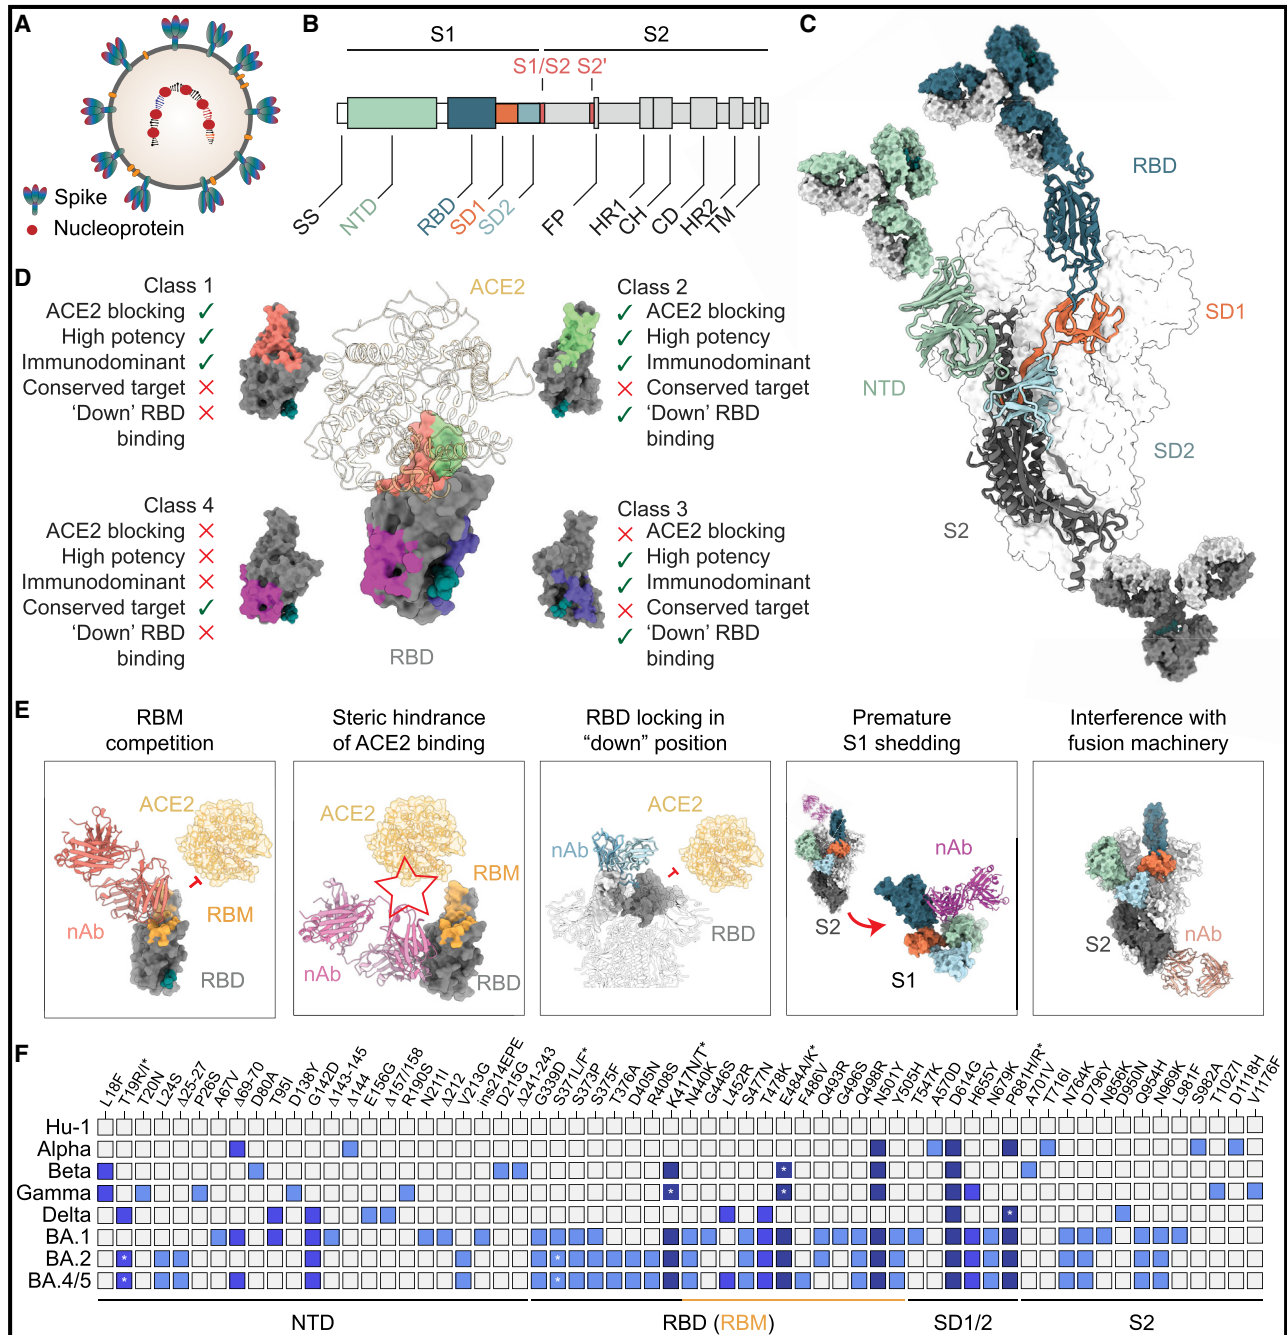 A
Spike
Nucleoprotein
B
S1
S2
S1/S2
S2'
SS
NTD
RBD
SD1
SD2
FP
HR1
CH
CD
HR2
TM
C
RBD
SD1
NTD
SD2
S2
D
Class 1
ACE2 blocking ✓
High potency ✓
Immunodominant ✓
Conserved target ×
'Down' RBD ×
binding
ACE2
Class 2
✓ ACE2 blocking
✓ High potency
✓ Immunodominant
× Conserved target
✓ 'Down' RBD
binding
Class 4
ACE2 blocking ×
High potency ×
Immunodominant ×
Conserved target ✓
'Down' RBD ×
binding
RBD
Class 3
× ACE2 blocking
✓ High potency
✓ Immunodominant
× Conserved target
✓ 'Down' RBD
binding
E
RBM
competition
ACE2
nAb
RBM
RBD
Steric hindrance
of ACE2 binding
ACE2
RBM
nAb
RBD
RBD locking in
“down” position
ACE2
nAb
RBD
Premature
S1 shedding
nAb
S2
S1
Interference with
fusion machinery
S2
nAb
F
L18F
T19R/I*
T20N
L24S
Δ25-27
P26S
A67V
Δ69-70
D80A
T95I
D138Y
G142D
Δ143-145
Δ144
E156G
Δ157/158
R190S
N211I
Δ212
V213G
ins214EPE
D215G
Δ241-243
G339D
S371L/F*
S373P
S375F
T376A
D405N
R408S
K417N/T*
N440K
G446S
L452R
S477N
T478K
E484A/K*
F486V
Q493R
G496S
Q498R
N501Y
Y505H
T547K
A570D
D614G
H655Y
N679K
P681H/R*
A701V
T716I
N764K
D796Y
N856K
D950N
Q954H
N969K
L981F
S982A
T1027I
D1118H
V1176F
Hu-1
Alpha
Beta
*
Gamma
* *
Delta
*
BA.1
BA.2
* *
BA.4/5
* *
NTD
RBD (RBM)
SD1/2
S2